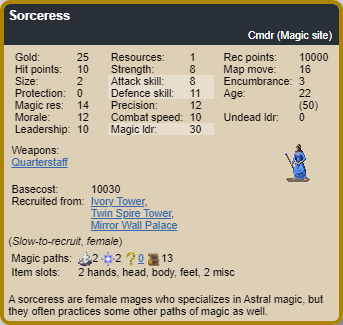 Sorceress
Cmdr (Magic site)
Gold: 25 Resources: 1 Rec points: 10000
Hit points: 10 Strength: 8 Map move: 16
Size: 2 Attack skill: 8 Encumbrance: 3
Protection: 0 Defence skill: 11 Age: 22
Magic res: 14 Precision: 12 (50)
Morale: 12 Combat speed: 10 Undead ldr: 0
Leadership: 10 Magic ldr: 30
Weapons:
Quarterstaff
Basecost: 10030
Recruited from: Ivory Tower,
Twin Spire Tower,
Mirror Wall Palace
(Slow-to-recruit, female)
Magic paths: 2 2 ? 0 13
Item slots: 2 hands, head, body, feet, 2 misc
A sorceress are female mages who specializes in Astral magic, but
they often practices some other paths of magic as well.